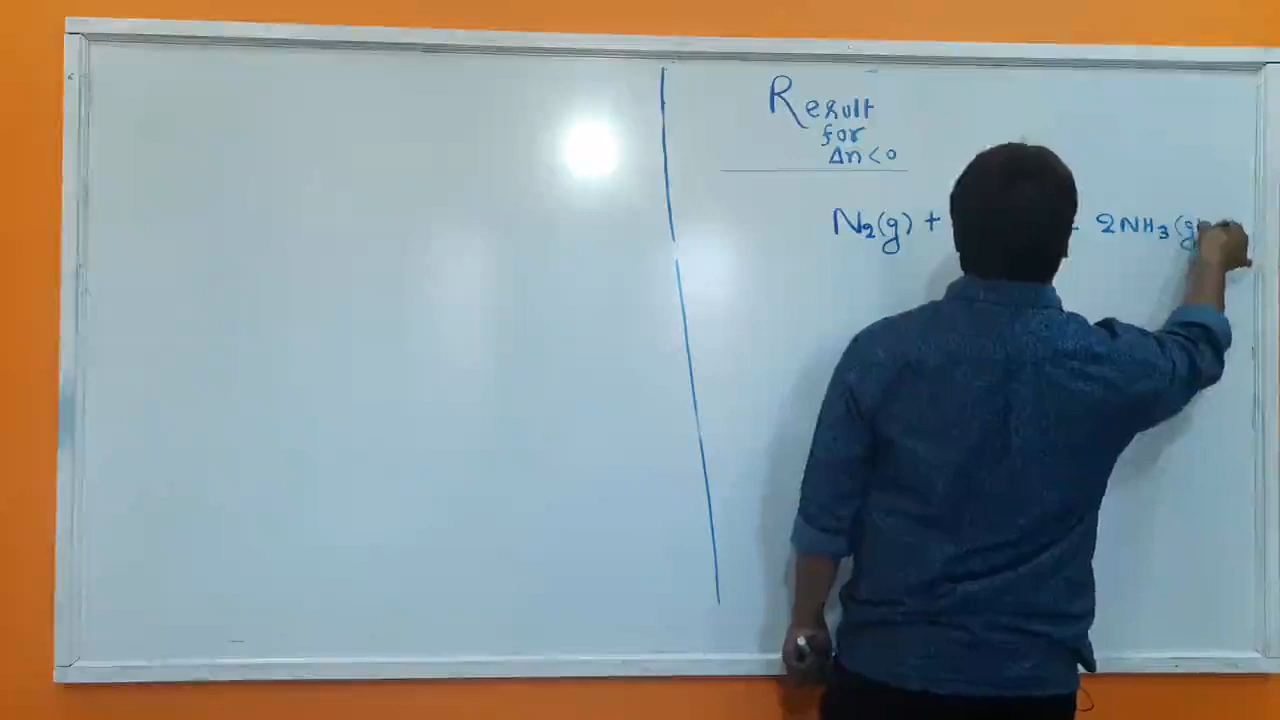 Result
for
Δn<0
N₂(g) + 2NH₃(g)